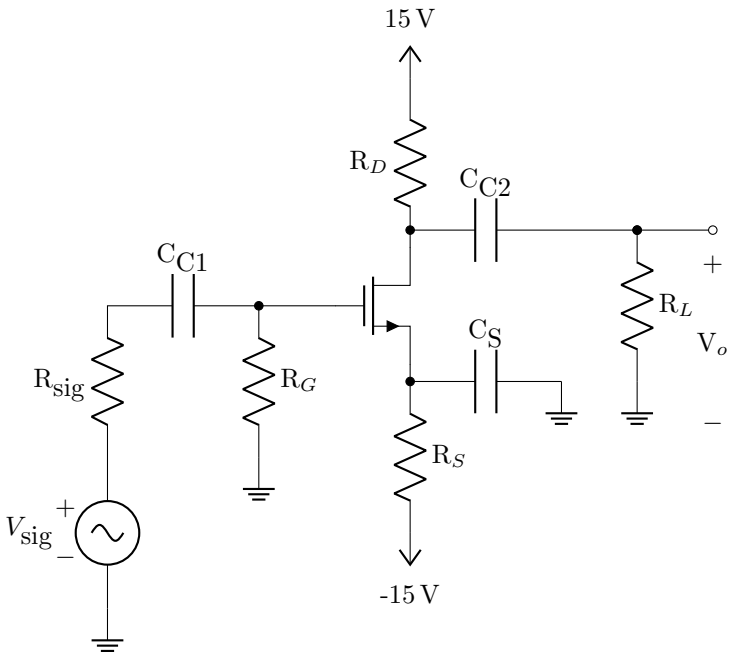 15 V
R_D
C_C2
C_C1
+
R_L
C_S
V_o
R_sig
R_G
−
R_S
+
V_sig
−
-15 V